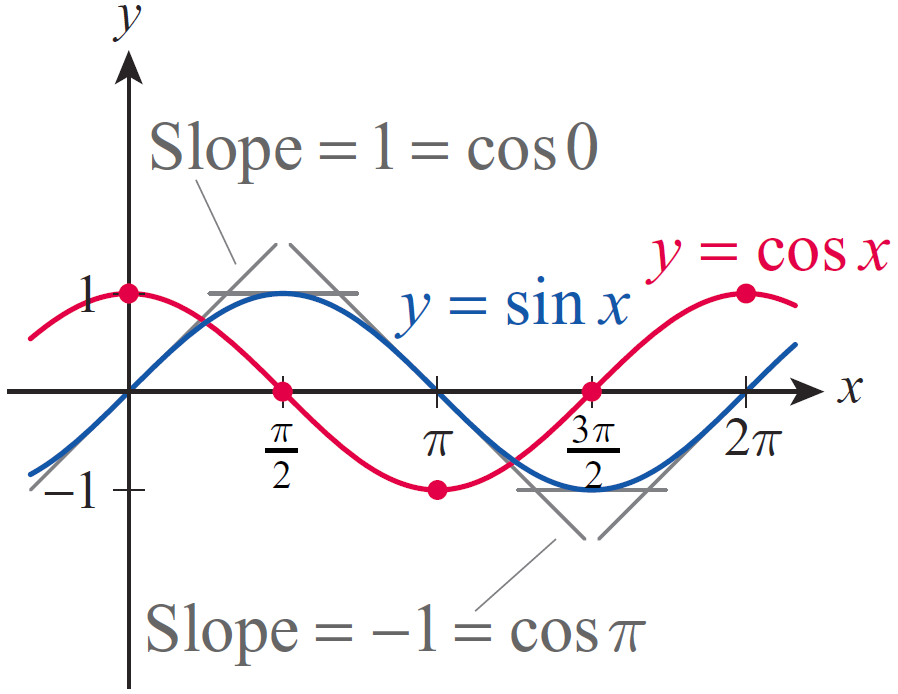 y
Slope = 1 = cos 0
y = cos x
1
y = sin x
x
π/2
π
3π/2
2π
−1
Slope = −1 = cos π